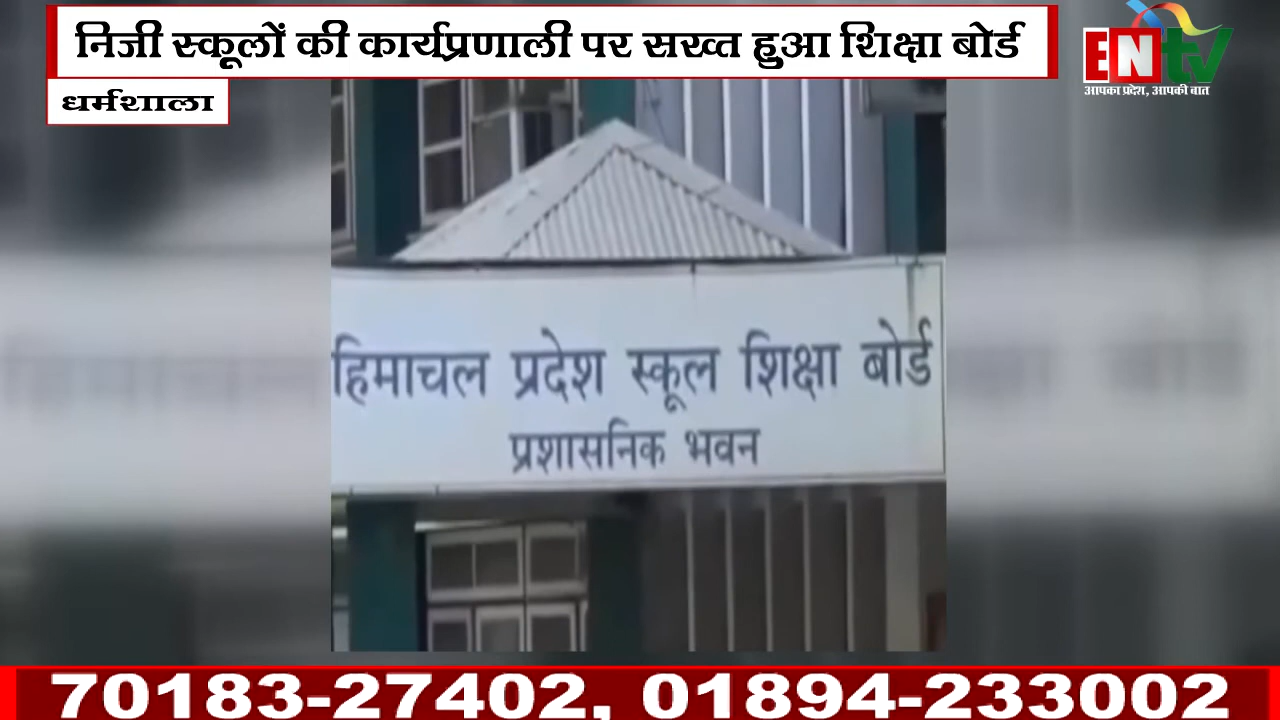 निजी स्कूलों की कार्यप्रणाली पर सख्त हुआ शिक्षा बोर्ड
ENTV
आपका प्रदेश, आपकी बात
धर्मशाला
हिमाचल प्रदेश स्कूल शिक्षा बोर्ड
प्रशासनिक भवन
70183-27402, 01894-233002